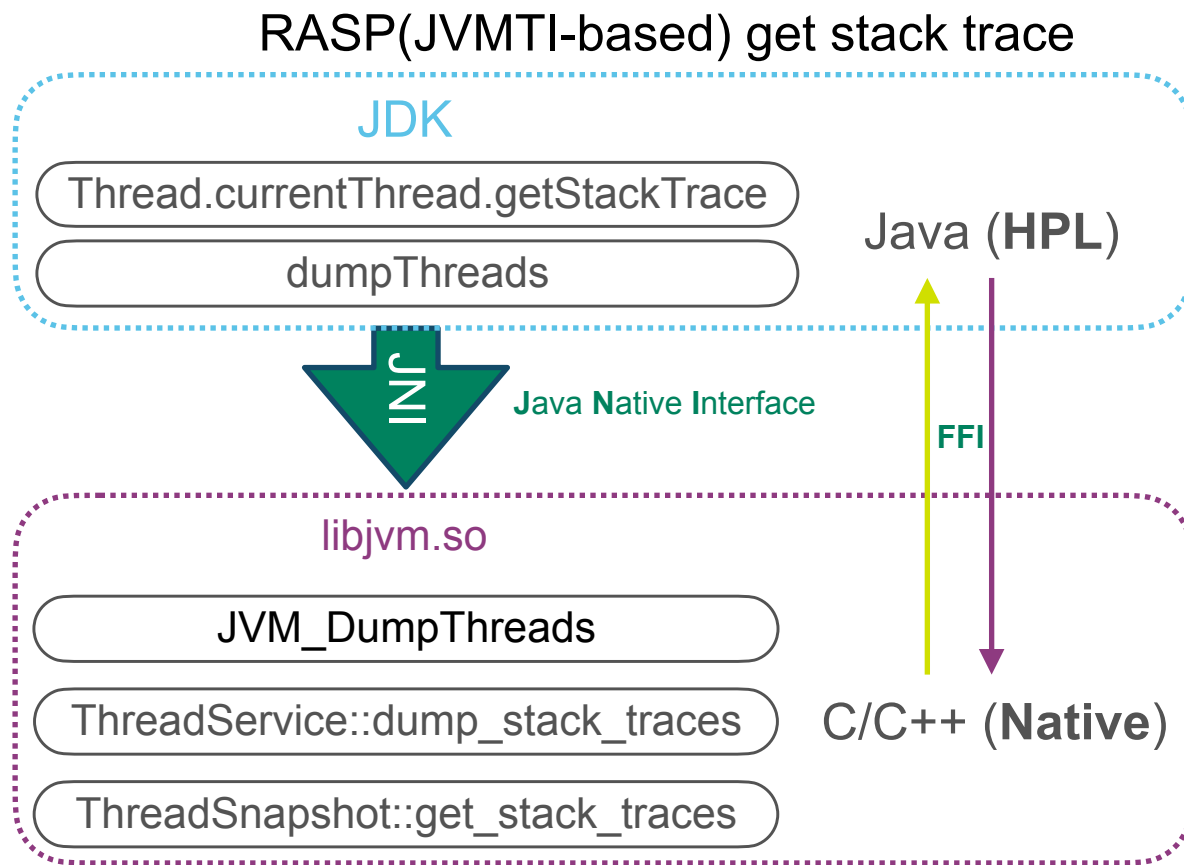 RASP(JVMTI-based) get stack trace
JDK
Thread.currentThread.getStackTrace
dumpThreads
Java (HPL)
JNI
Java Native Interface
FFI
libjvm.so
JVM_DumpThreads
ThreadService::dump_stack_traces
ThreadSnapshot::get_stack_traces
C/C++ (Native)